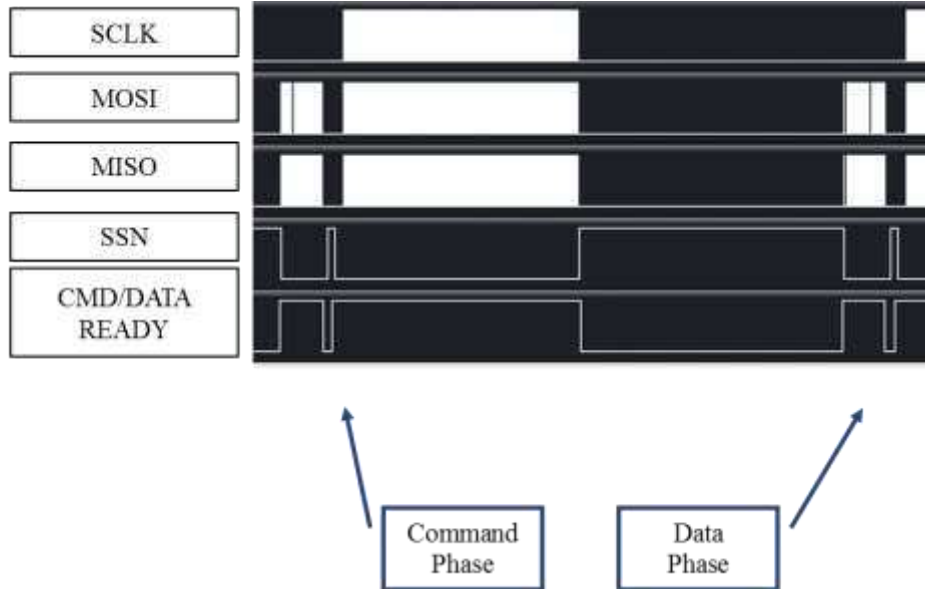 SCLK
MOSI
MISO
SSN
CMD/DATA
READY
Command
Phase
Data
Phase